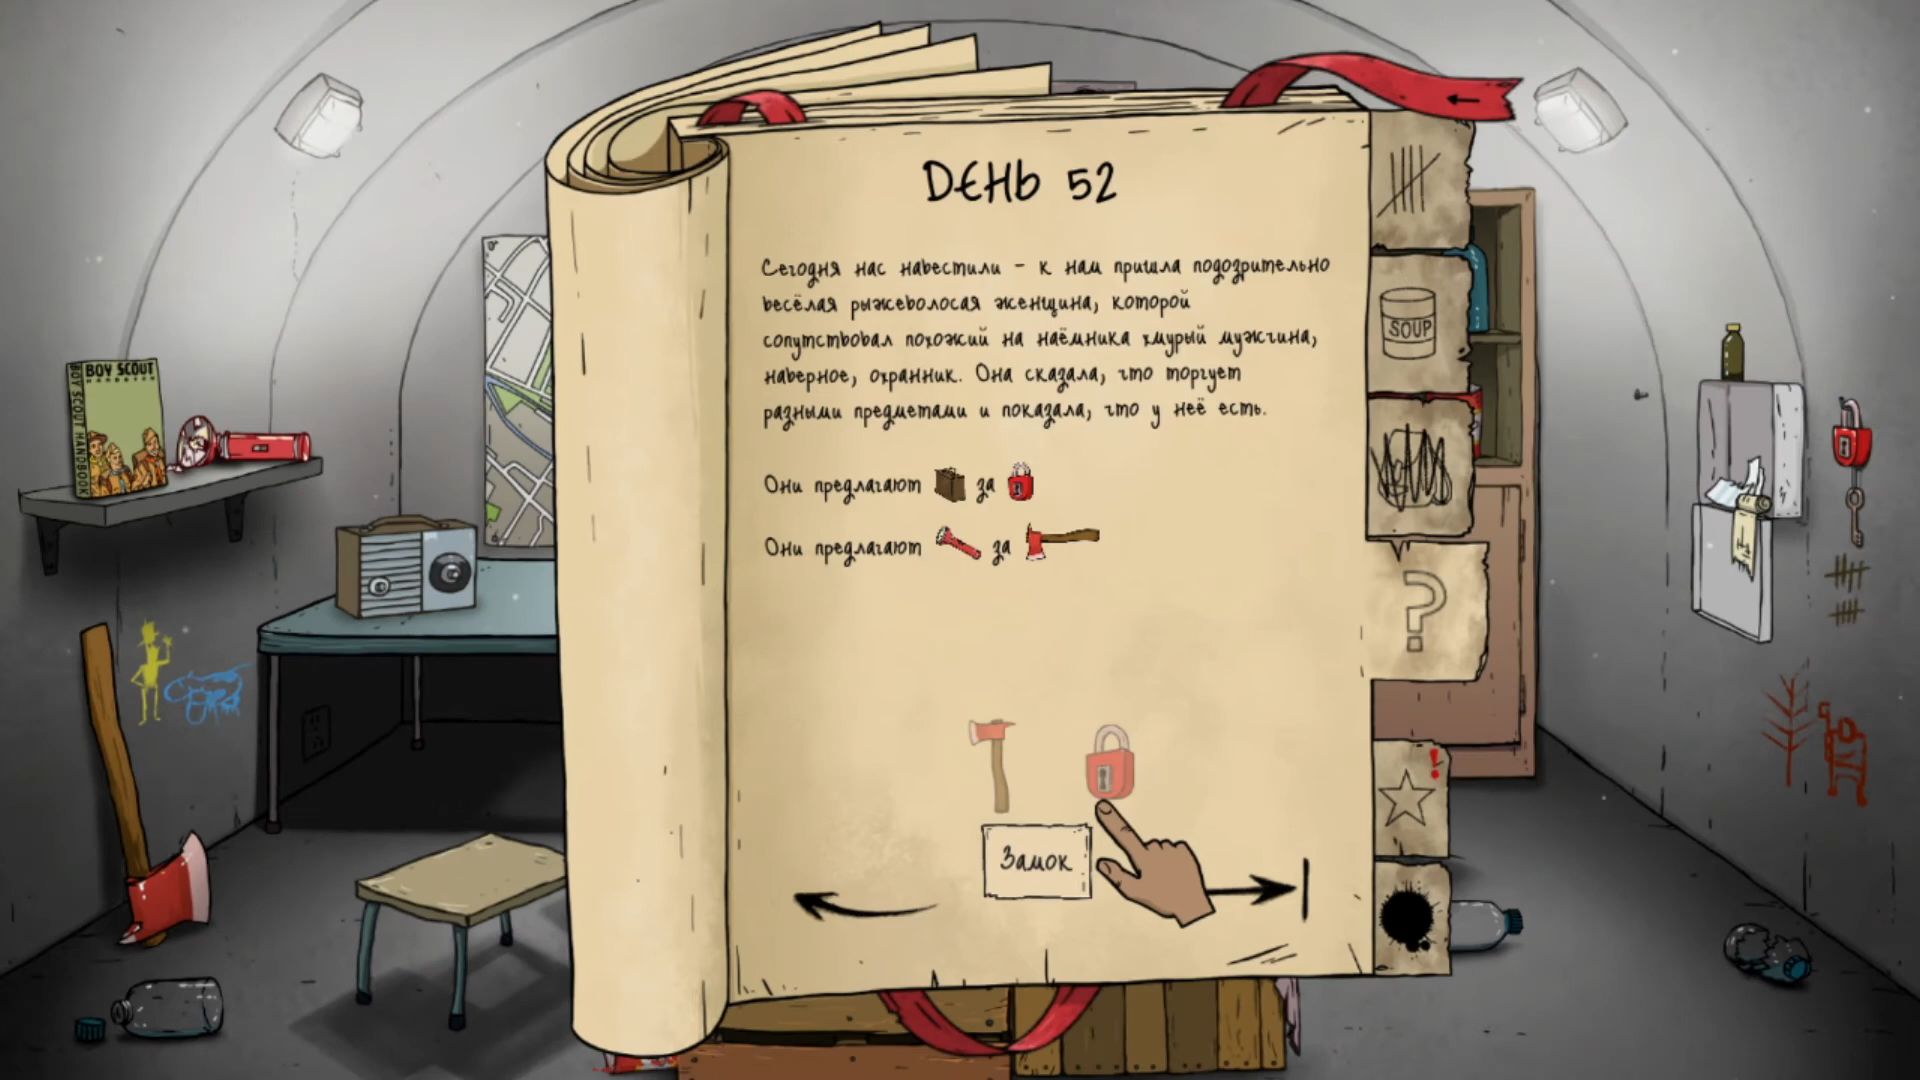 ДЕНЬ 52
Сегодня нас навестили – к нам пришла подозрительно
весёлая рыжеволосая женщина, которой
сопутствовал похожий на наёмника хмурый мужчина,
наверное, охранник. Она сказала, что торгует
разными предметами и показала, что у неё есть.
Они предлагают за
Они предлагают за
Замок
BOY SCOUT
HANDBOOK
BOY SCOUT HANDBOOK
SOUP